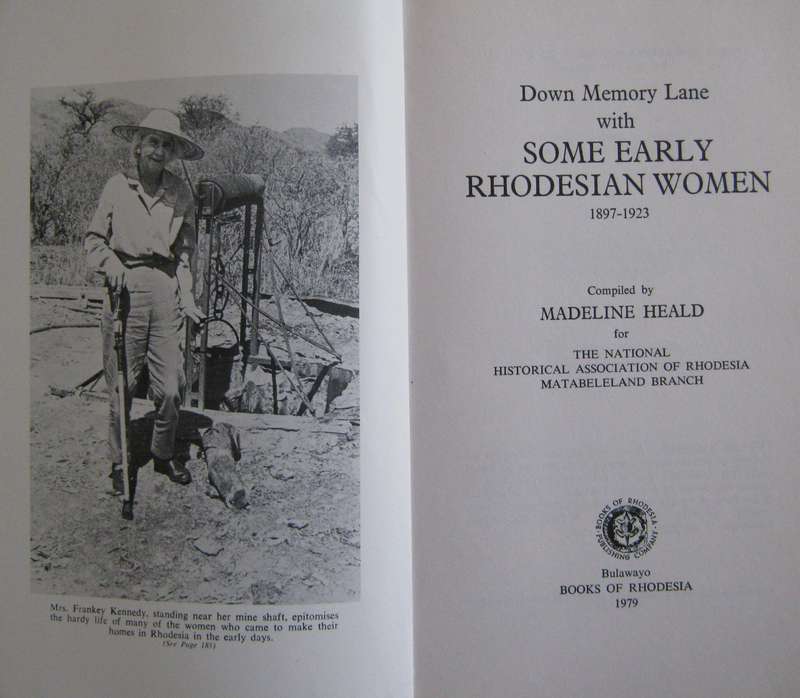 Mrs. Frankey Kennedy, standing near her mine shaft, epitomises
the hardy life of many of the women who came to make their
homes in Rhodesia in the early days.
(See Page 185)
Down Memory Lane
with
SOME EARLY
RHODESIAN WOMEN
1897-1923
Compiled by
MADELINE HEALD
for
THE NATIONAL
HISTORICAL ASSOCIATION OF RHODESIA
MATABELELAND BRANCH
BOOKS OF RHODESIA
PUBLISHING COMPANY
Bulawayo
BOOKS OF RHODESIA
1979